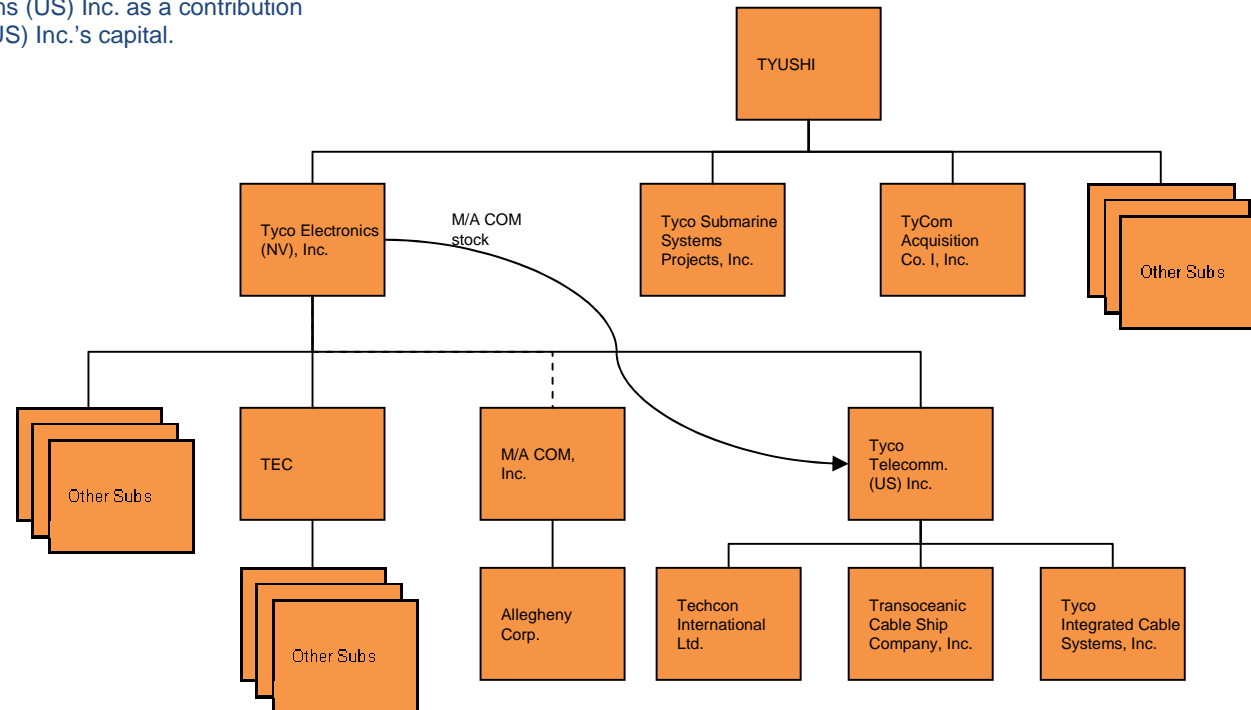 ns (US) Inc. as a contribution
US) Inc.’s capital.
TYUSHI
Tyco Electronics
(NV), Inc.
M/A COM
stock
Tyco Submarine
Systems
Projects, Inc.
TyCom
Acquisition
Co. I, Inc.
Other Subs
Other Subs
TEC
M/A COM,
Inc.
Tyco
Telecomm.
(US) Inc.
Other Subs
Allegheny
Corp.
Techcon
International
Ltd.
Transoceanic
Cable Ship
Company, Inc.
Tyco
Integrated Cable
Systems, Inc.